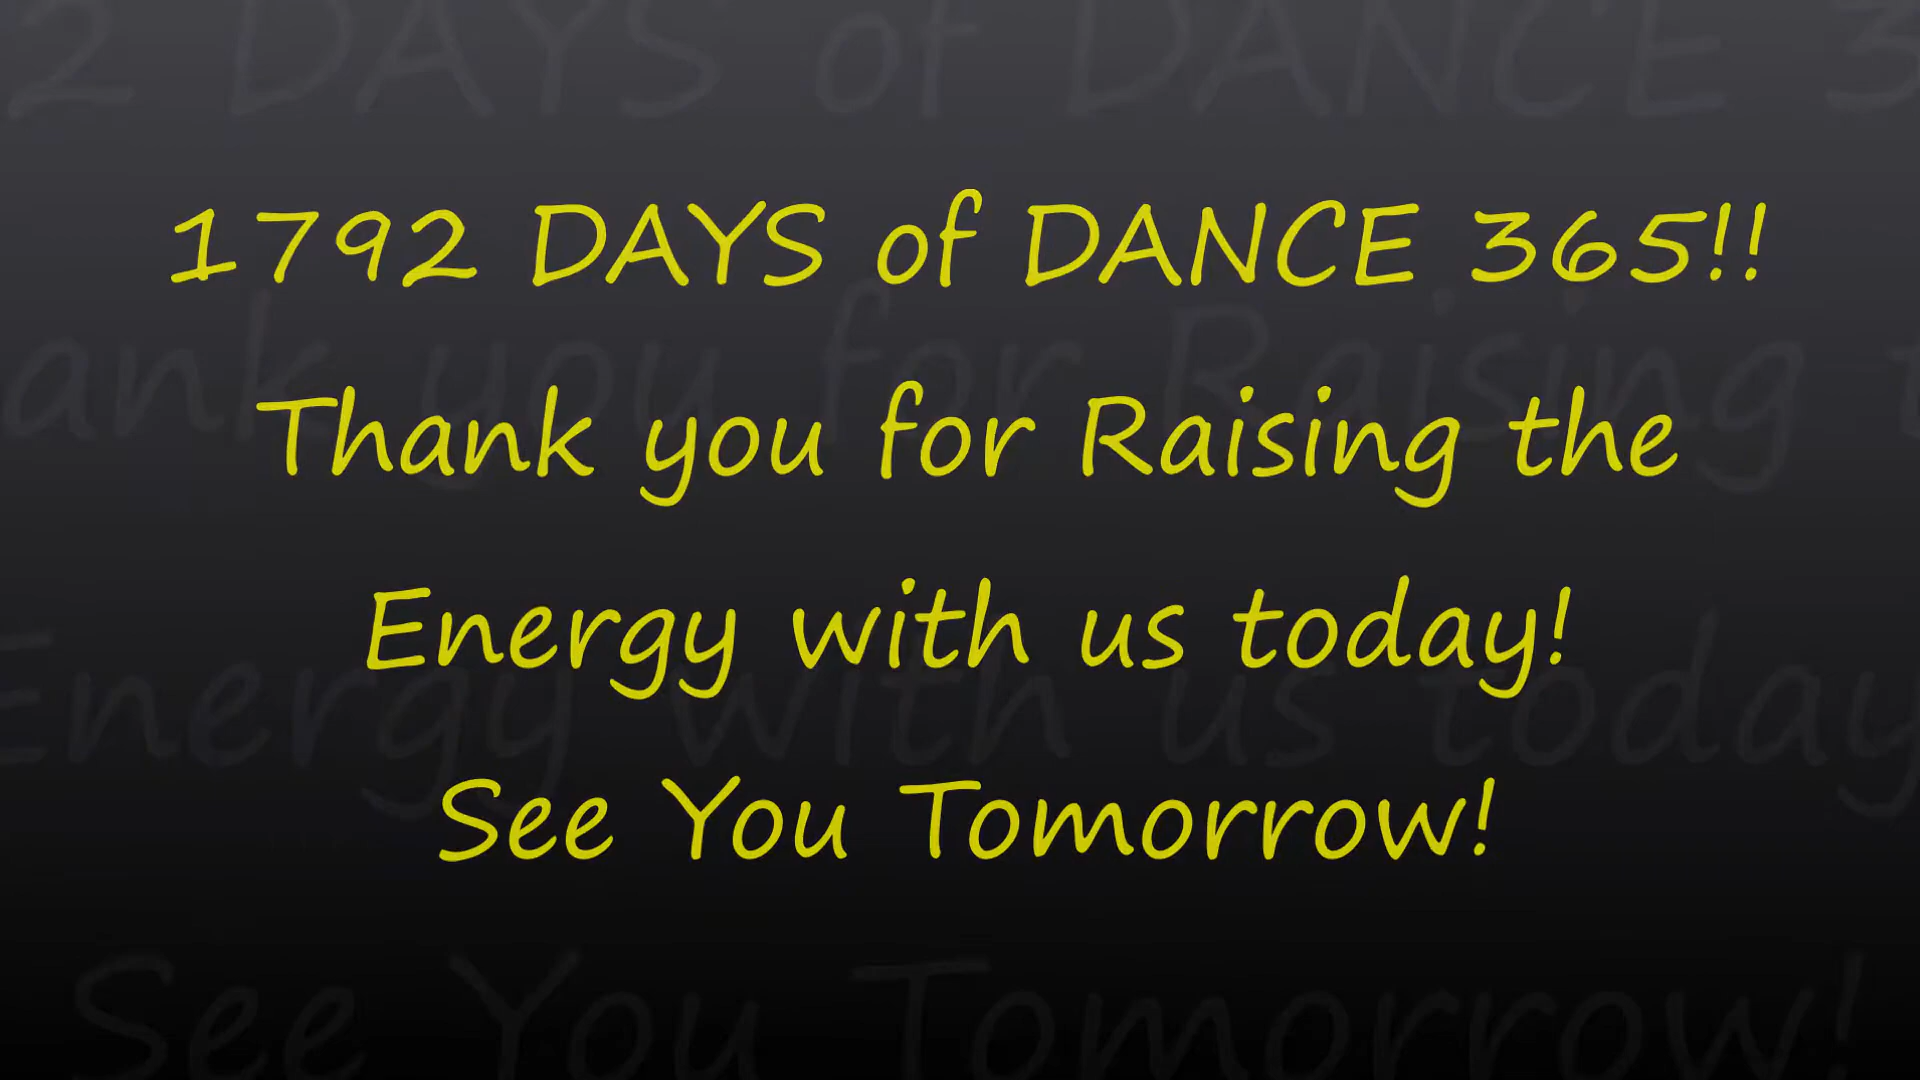 1792 DAYS of DANCE 365!!
Thank you for Raising the
Energy with us today!
See You Tomorrow!